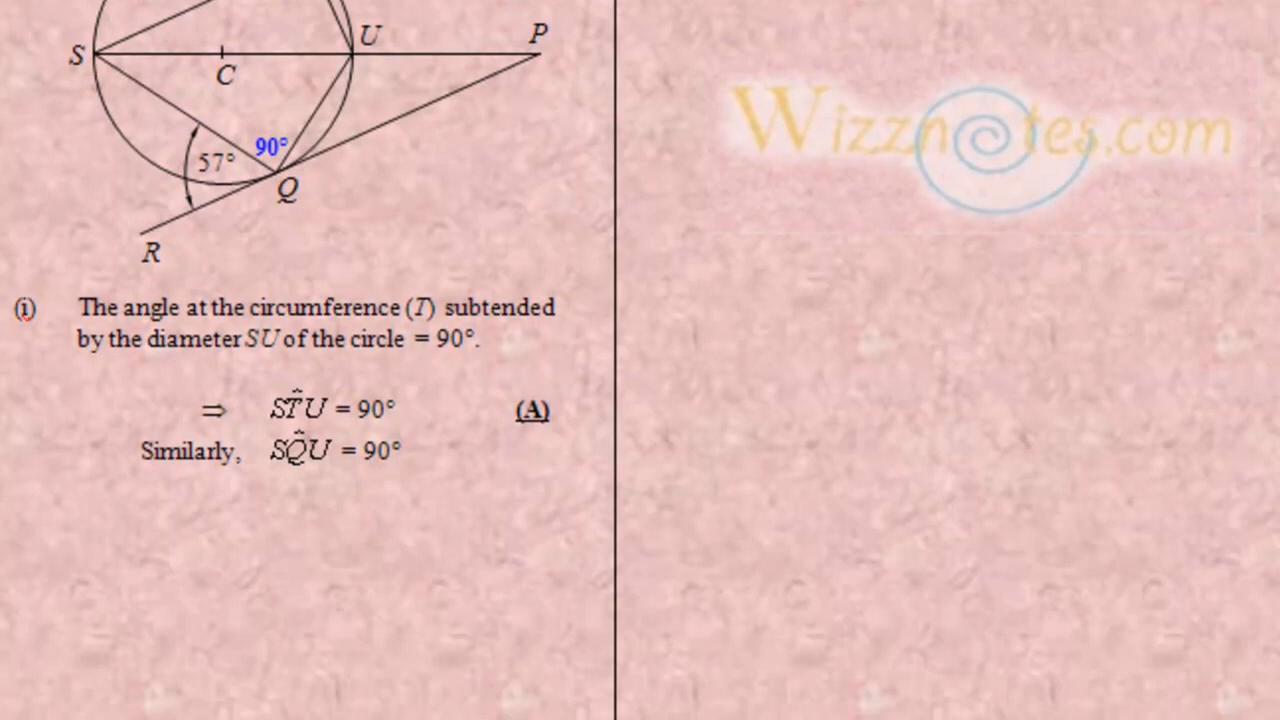 P
U
S
C
Wizznotes.com
90°
57°
Q
R
(i) The angle at the circumference (T) subtended
by the diameter SU of the circle = 90°.
⇒ ST̂U = 90° (A)
Similarly, SQ̂U = 90°